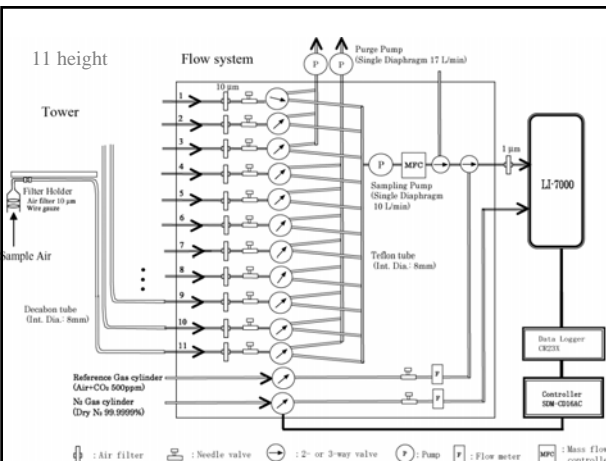 11 height
Flow system
Purge Pump
(Single Diaphragm 17 L/min)
P
P
Tower
10 μm
1
2
3
4
5
6
7
8
9
10
11
Filter Holder
Air filter 10 μm
Wire gauze
Sample Air
Decabon tube
(Int. Dia.: 8mm)
P
MFC
1 μm
Sampling Pump
(Single Diaphragm
10 L/min)
Teflon tube
(Int. Dia.: 8mm)
LI-7000
Data Logger
CR23X
Controller
SDM-CD16AC
Reference Gas cylinder
(Air+CO₂ 500ppm)
F
N₂ Gas cylinder
(Dry N₂ 99.9999%)
F
: Air filter
: Needle valve
: 2- or 3-way valve
P : Pump
F : Flow meter
MFC : Mass flow
controller